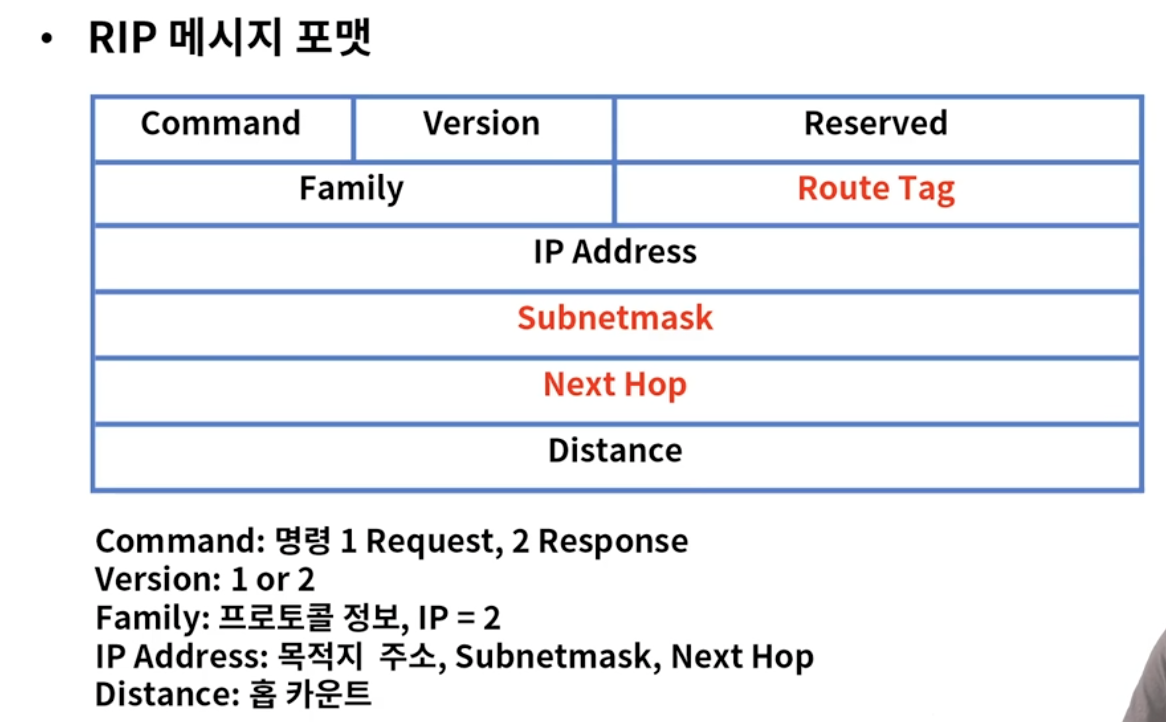 • RIP 메시지 포맷
Command Version Reserved
Family Route Tag
IP Address
Subnetmask
Next Hop
Distance
Command: 명령 1 Request, 2 Response
Version: 1 or 2
Family: 프로토콜 정보, IP = 2
IP Address: 목적지 주소, Subnetmask, Next Hop
Distance: 홉 카운트